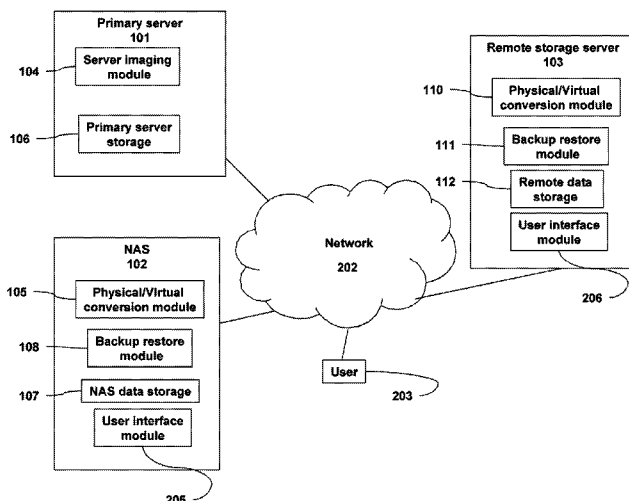 Primary server
101
104
Server imaging
module
106
Primary server
storage
Remote storage server
103
110
Physical/Virtual
conversion module
111
Backup restore
module
112
Remote data
storage
User interface
module
206
Network
202
User
203
NAS
102
105
Physical/VIrtual
conversion module
108
Backup restore
module
107
NAS data storage
User interface
module
205